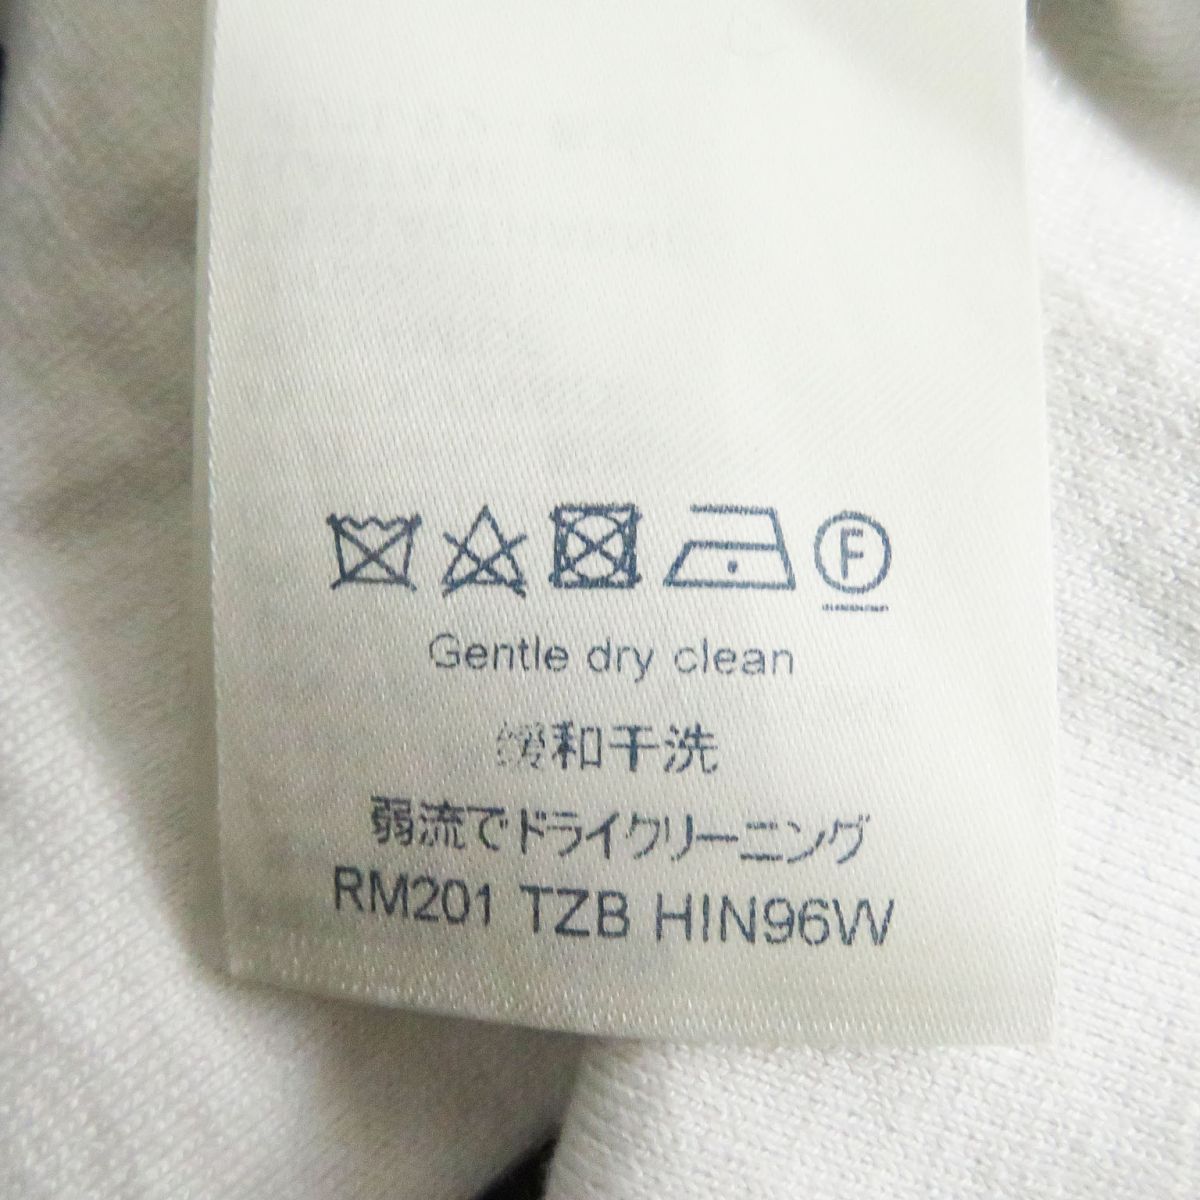 F
Gentle dry clean
缓和干洗
弱流でドライクリーニング
RM201 TZB HIN96W